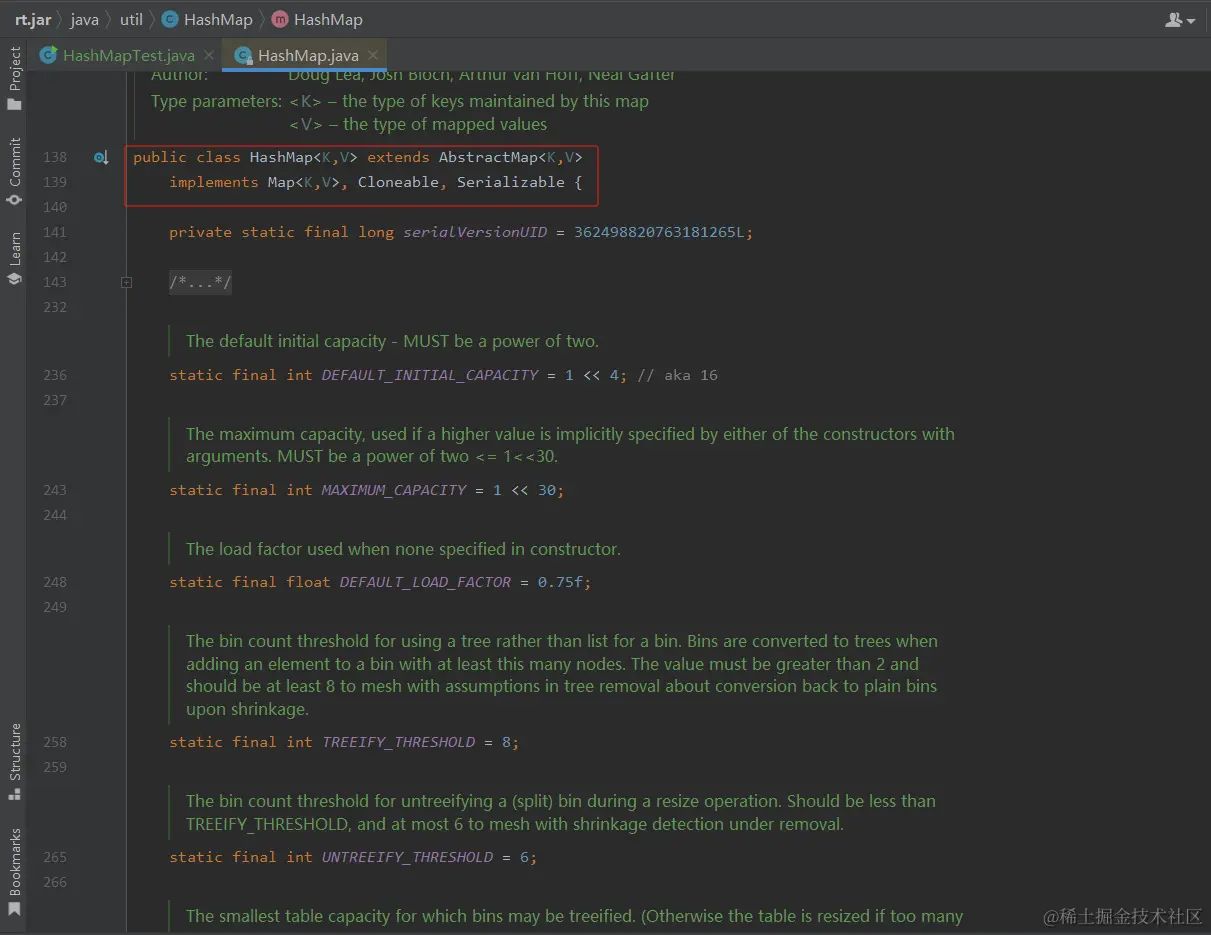 rt.jar java util HashMap HashMap
Project
Commit
Learn
Structure
Bookmarks
HashMapTest.java HashMap.java
Author: Doug Lea, Josh Bloch, Arthur van Hoff, Neal Gafter
Type parameters: <K> – the type of keys maintained by this map
<V> – the type of mapped values
138 public class HashMap<K,V> extends AbstractMap<K,V>
139 implements Map<K,V>, Cloneable, Serializable {
140
141 private static final long serialVersionUID = 362498820763181265L;
142
143 /*...*/
232
The default initial capacity - MUST be a power of two.
236 static final int DEFAULT_INITIAL_CAPACITY = 1 << 4; // aka 16
237
The maximum capacity, used if a higher value is implicitly specified by either of the constructors with
arguments. MUST be a power of two <= 1<<30.
243 static final int MAXIMUM_CAPACITY = 1 << 30;
244
The load factor used when none specified in constructor.
248 static final float DEFAULT_LOAD_FACTOR = 0.75f;
249
The bin count threshold for using a tree rather than list for a bin. Bins are converted to trees when
adding an element to a bin with at least this many nodes. The value must be greater than 2 and
should be at least 8 to mesh with assumptions in tree removal about conversion back to plain bins
upon shrinkage.
258 static final int TREEIFY_THRESHOLD = 8;
259
The bin count threshold for untreeifying a (split) bin during a resize operation. Should be less than
TREEIFY_THRESHOLD, and at most 6 to mesh with shrinkage detection under removal.
265 static final int UNTREEIFY_THRESHOLD = 6;
266
The smallest table capacity for which bins may be treeified. (Otherwise the table is resized if too many
@稀土掘金技术社区